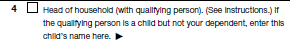 4 Head of household (with qualifying person). (See instructions.) If
the qualifying person is a child but not your dependent, enter this
child's name here. ▶